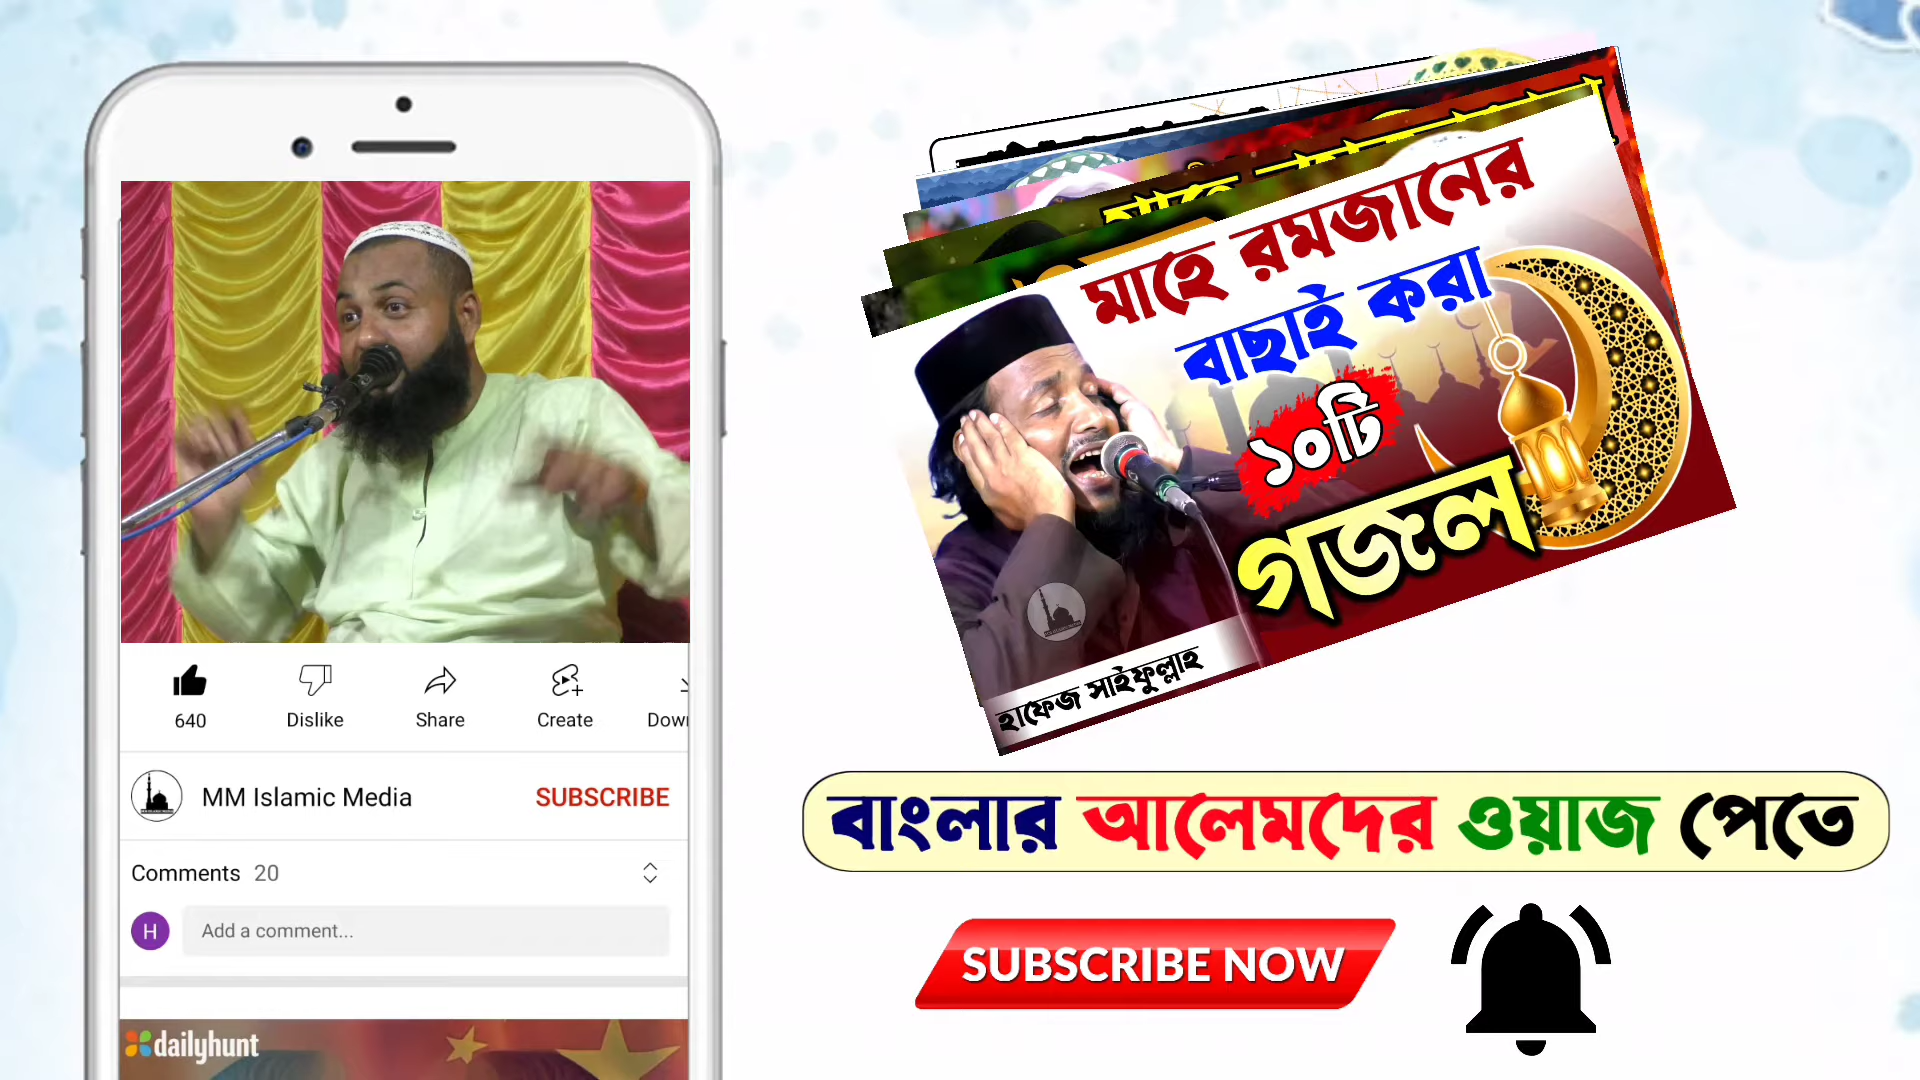 640
Dislike
Share
Create
MM Islamic Media
SUBSCRIBE
Comments 20
H
Add a comment...
dailyhunt
মাহে রমজানের
বাছাই করা
১০টি
গজল
হাফেজ সাইফুল্লাহ
বাংলার আলেমদের ওয়াজ পেতে
SUBSCRIBE NOW